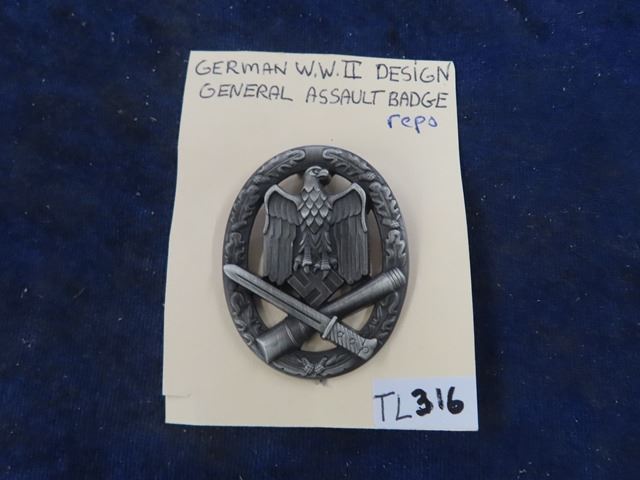 GERMAN W.W.II DESIGN
GENERAL ASSAULT BADGE
repo
TL316